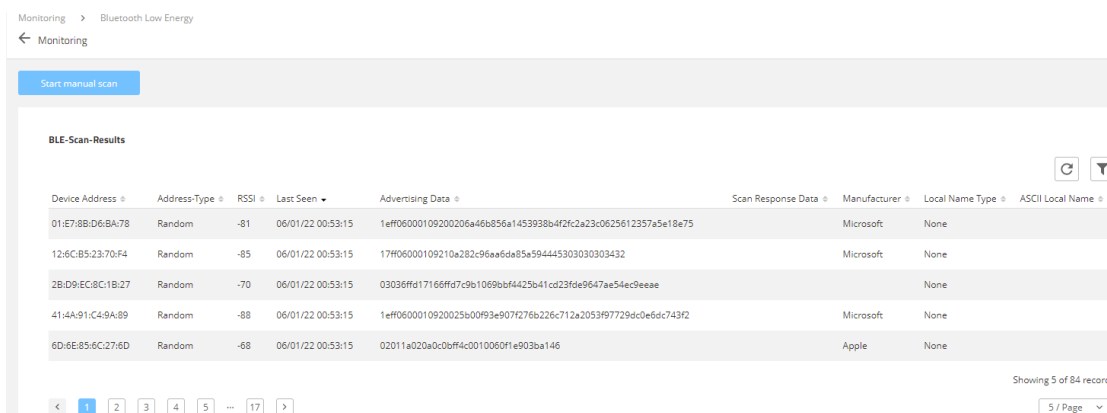 Monitoring > Bluetooth Low Energy
← Monitoring
Start manual scan
BLE-Scan-Results
Device Address Address-Type RSSI Last Seen Advertising Data Scan Response Data Manufacturer Local Name Type ASCII Local Name
01:E7:8B:D6:BA:78 Random -81 06/01/22 00:53:15 1eff06000109200206a46b856a1453938b4f2fc2a23c0625612357a5e18e75 Microsoft None
12:6C:B5:23:70:F4 Random -85 06/01/22 00:53:15 17ff06000109210a282c96aa6da85a594445303030303432 Microsoft None
2B:D9:EC:8C:1B:27 Random -70 06/01/22 00:53:15 03036ffd17166ffd7c9b1069bbf4425b41cd23fde9647ae54ec9eeae None
41:4A:91:C4:9A:89 Random -88 06/01/22 00:53:15 1eff0600010920025b00f93e907f276b226c712a2053f97729dc0e6dc743f2 Microsoft None
6D:6E:85:6C:27:6D Random -68 06/01/22 00:53:15 02011a020a0c0bff4c0010060f1e903ba146 Apple None
Showing 5 of 84 recor
< 1 2 3 4 5 ... 17 > 5 / Page